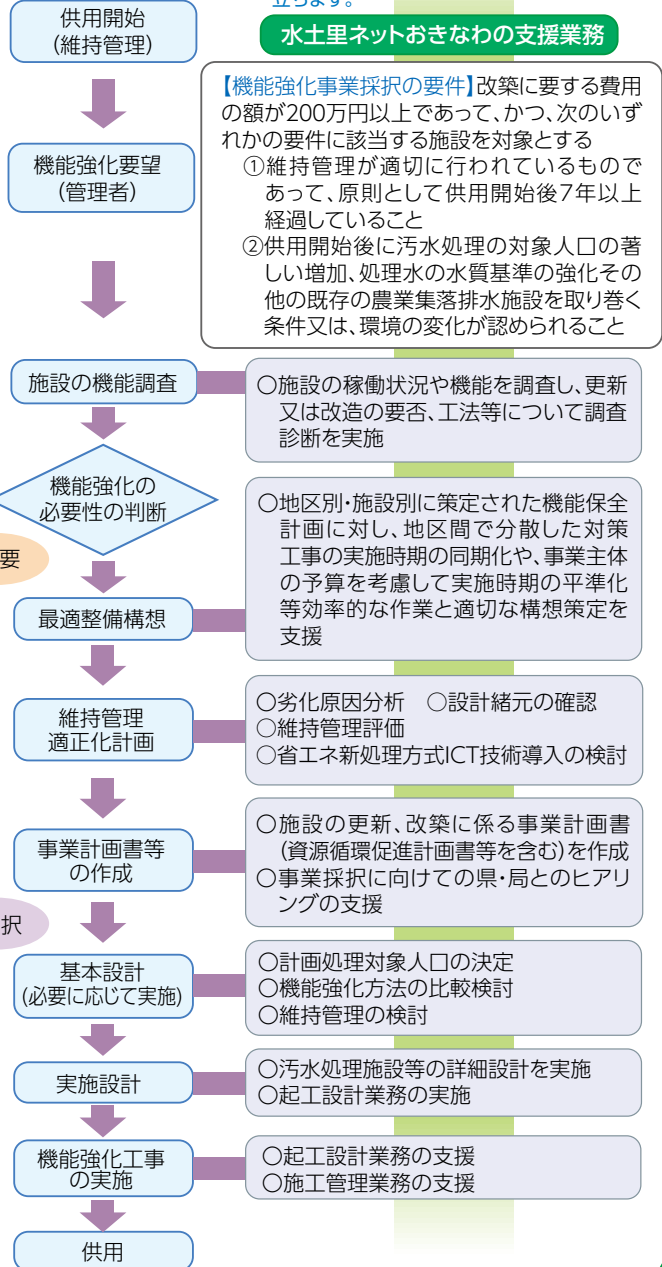 立ちます。
供用開始
(維持管理)
水土里ネットおきなわの支援業務
【機能強化事業採択の要件】改築に要する費用
の額が200万円以上であって、かつ、次のいず
れかの要件に該当する施設を対象とする
①維持管理が適切に行われているもので
あって、原則として供用開始後7年以上
経過していること
②供用開始後に汚水処理の対象人口の著
しい増加、処理水の水質基準の強化その
他の既存の農業集落排水施設を取り巻く
条件又は、環境の変化が認められること
機能強化要望
(管理者)
施設の機能調査
○施設の稼働状況や機能を調査し、更新
又は改造の要否、工法等について調査
診断を実施
機能強化の
必要性の判断
要
○地区別・施設別に策定された機能保全
計画に対し、地区間で分散した対策
工事の実施時期の同期化や、事業主体
の予算を考慮して実施時期の平準化
等効率的な作業と適切な構想策定を
支援
最適整備構想
維持管理
適正化計画
○劣化原因分析 ○設計緒元の確認
○維持管理評価
○省エネ新処理方式ICT技術導入の検討
事業計画書等
の作成
○施設の更新、改築に係る事業計画書
(資源循環促進計画書等を含む)を作成
○事業採択に向けての県・局とのヒアリ
ングの支援
択
基本設計
(必要に応じて実施)
○計画処理対象人口の決定
○機能強化方法の比較検討
○維持管理の検討
実施設計
○汚水処理施設等の詳細設計を実施
○起工設計業務の実施
機能強化工事
の実施
○起工設計業務の支援
○施工管理業務の支援
供用